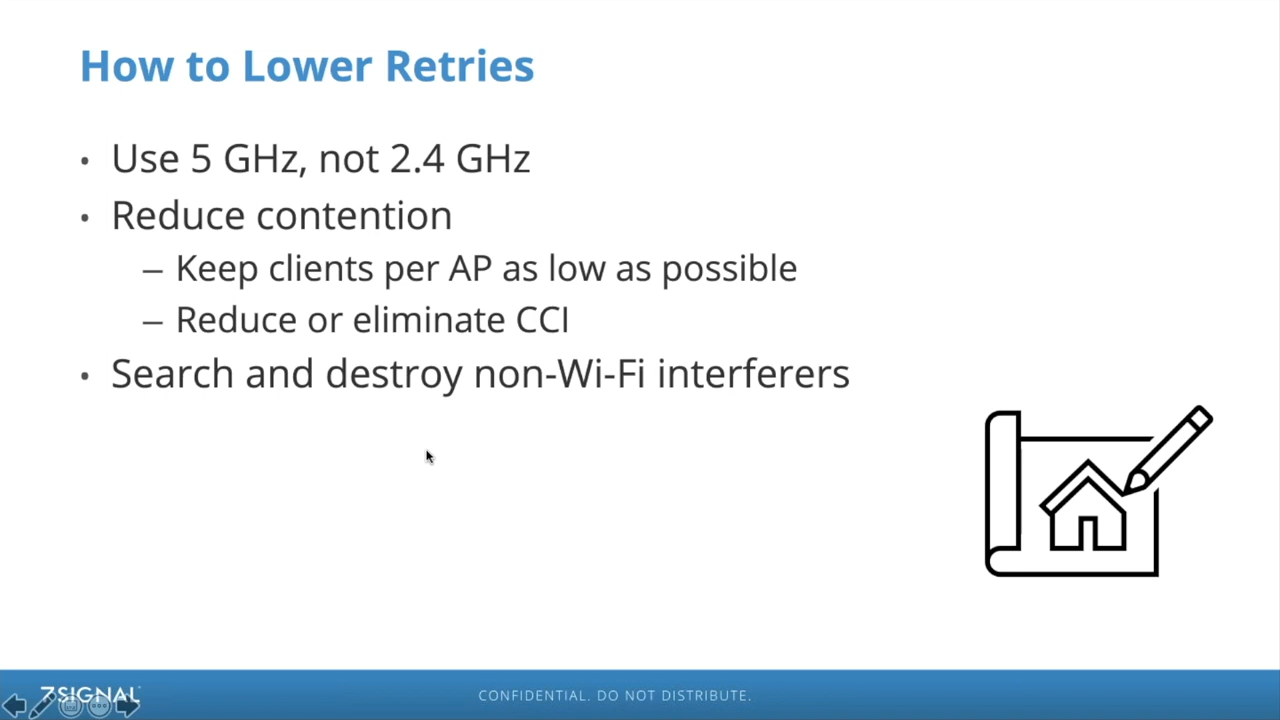 How to Lower Retries
• Use 5 GHz, not 2.4 GHz
• Reduce contention
– Keep clients per AP as low as possible
– Reduce or eliminate CCI
• Search and destroy non-Wi-Fi interferers
7SIGNAL
CONFIDENTIAL. DO NOT DISTRIBUTE.